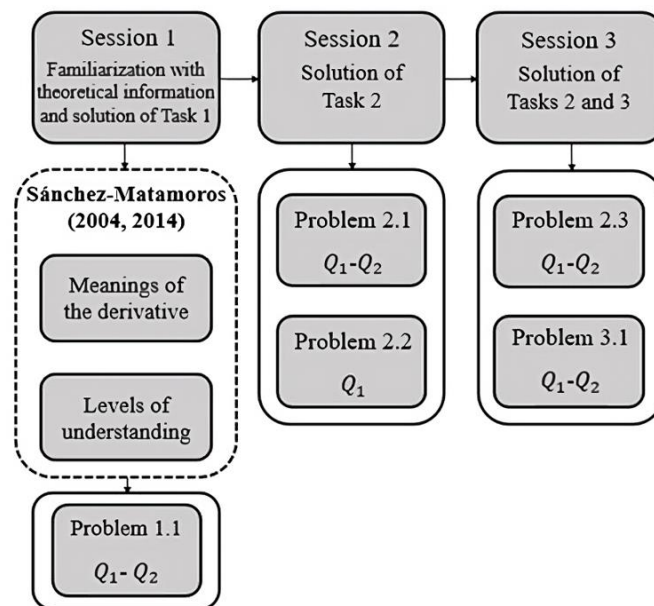 Session 1
Familiarization with
theoretical information
and solution of Task 1
Session 2
Solution of
Task 2
Session 3
Solution of
Tasks 2 and 3
Sánchez-Matamoros
(2004, 2014)
Meanings of
the derivative
Levels of
understanding
Problem 1.1
Q₁- Q₂
Problem 2.1
Q₁-Q₂
Problem 2.2
Q₁
Problem 2.3
Q₁-Q₂
Problem 3.1
Q₁-Q₂